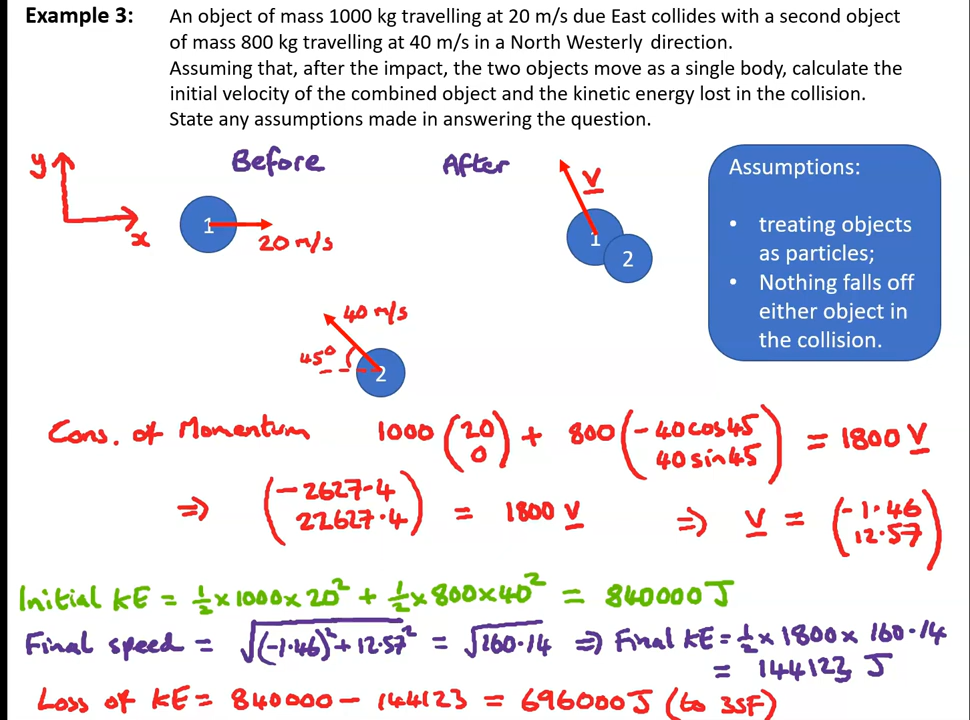 Example 3: An object of mass 1000 kg travelling at 20 m/s due East collides with a second object
of mass 800 kg travelling at 40 m/s in a North Westerly direction.
Assuming that, after the impact, the two objects move as a single body, calculate the
initial velocity of the combined object and the kinetic energy lost in the collision.
State any assumptions made in answering the question.
y
x
Before
1
20 m/s
40 m/s
45°
2
After
V
1
2
Assumptions:
• treating objects
as particles;
• Nothing falls off
either object in
the collision.
Cons. of Momentum 1000 (20 0) + 800 (-40cos45 40sin45) = 1800 V
⇒ (-2627.4 22627.4) = 1800 V ⇒ V = (-1.46 12.57)
Initial KE = ½ x 1000 x 20² + ½ x 800 x 40² = 840000 J
Final speed = √((-1.46)² + 12.57²) = √160.14 ⇒ Final KE = ½ x 1800 x 160.14
= 144123 J
Loss of KE = 840000 - 144123 = 696000 J (to 3SF)